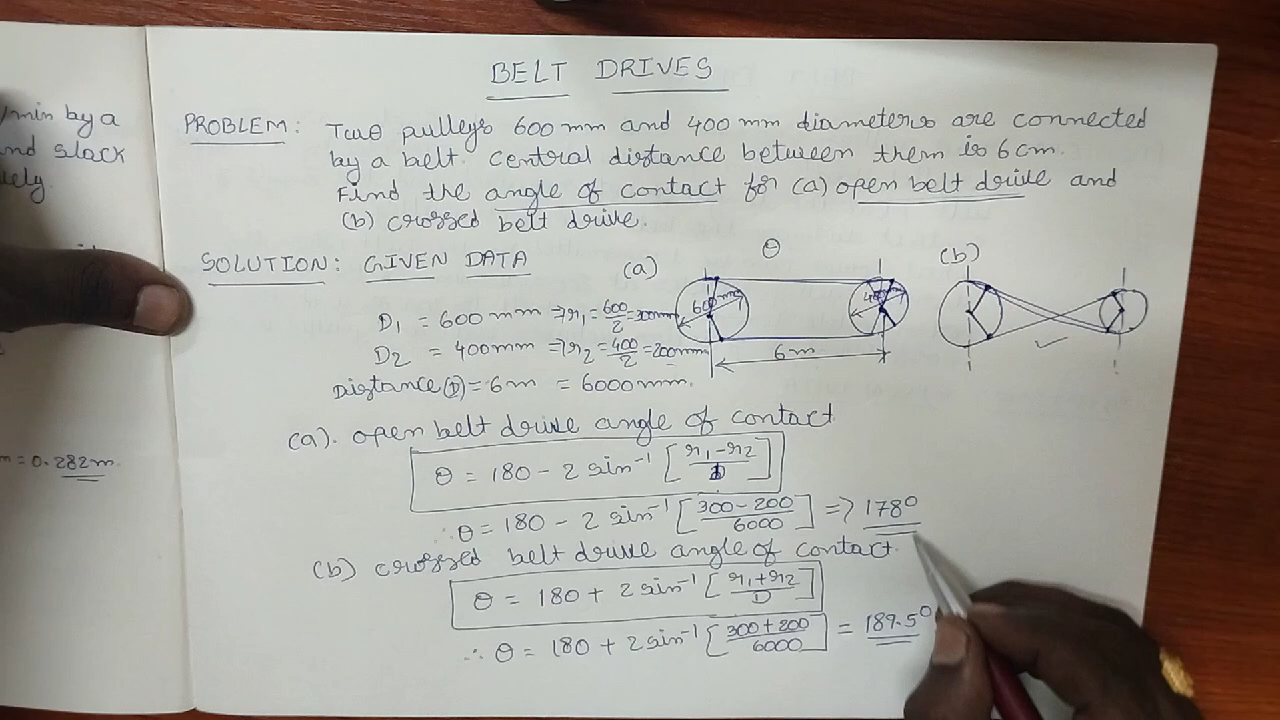 BELT DRIVES
/min by a
nd slack
ely.
m = 0.282m.
PROBLEM: Two pulleys 600 mm and 400 mm diameters are connected
by a belt. central distance between them is 6 cm.
Find the angle of contact for (a) open belt drive and
(b) crossed belt drive.
SOLUTION: GIVEN DATA
(a) θ (b)
600 mm 400
6m
D1 = 600 mm ⇒ r1 = 600/2 = 300mm
D2 = 400mm ⇒ r2 = 400/2 = 200mm
Distance (D) = 6m = 6000 mm.
(a). open belt drive angle of contact
θ = 180 - 2 sin⁻¹ [r1-r2/D]
∴ θ = 180 - 2 sin⁻¹ [300-200/6000] ⇒ 178°
(b) crossed belt drive angle of contact.
θ = 180 + 2 sin⁻¹ [r1+r2/D]
∴ θ = 180 + 2 sin⁻¹ [300+200/6000] = 189.5°